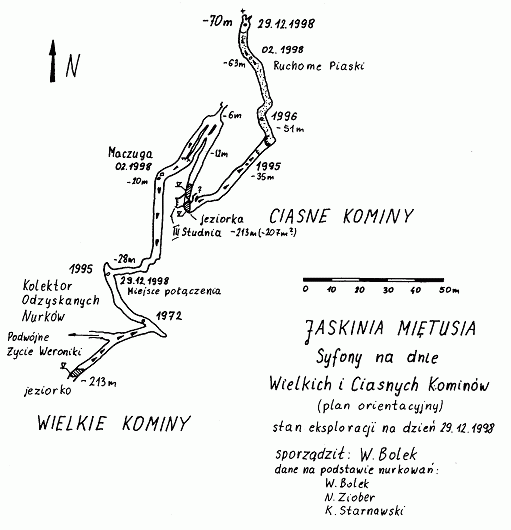 -70m
29.12.1998
N
02.1998
-63m
Ruchome Piaski
-6m
1996
-51m
Maczuga
02.1998
-20m
-12m
1995
-35m
V
?
V
jeziorka
CIASNE KOMINY
III Studnia -213m (-207m²)
-28m
1995
29.12.1998
Miejsce połączenia
Kolektor
Odzyskanych
Nurków
1972
0 10 20 30 40 50m
Podwójne
Życie Weroniki
V
-213m
jeziorko
WIELKIE KOMINY
JASKINIA MIĘTUSIA
Syfony na dnie
Wielkich i Ciasnych Kominów
(plan orientacyjny)
stan eksploracji na dzień 29.12.1998
sporządził: W. Bolek
dane na podstawie nurkowań:
W. Bolek
N. Ziober
K. Starnawski